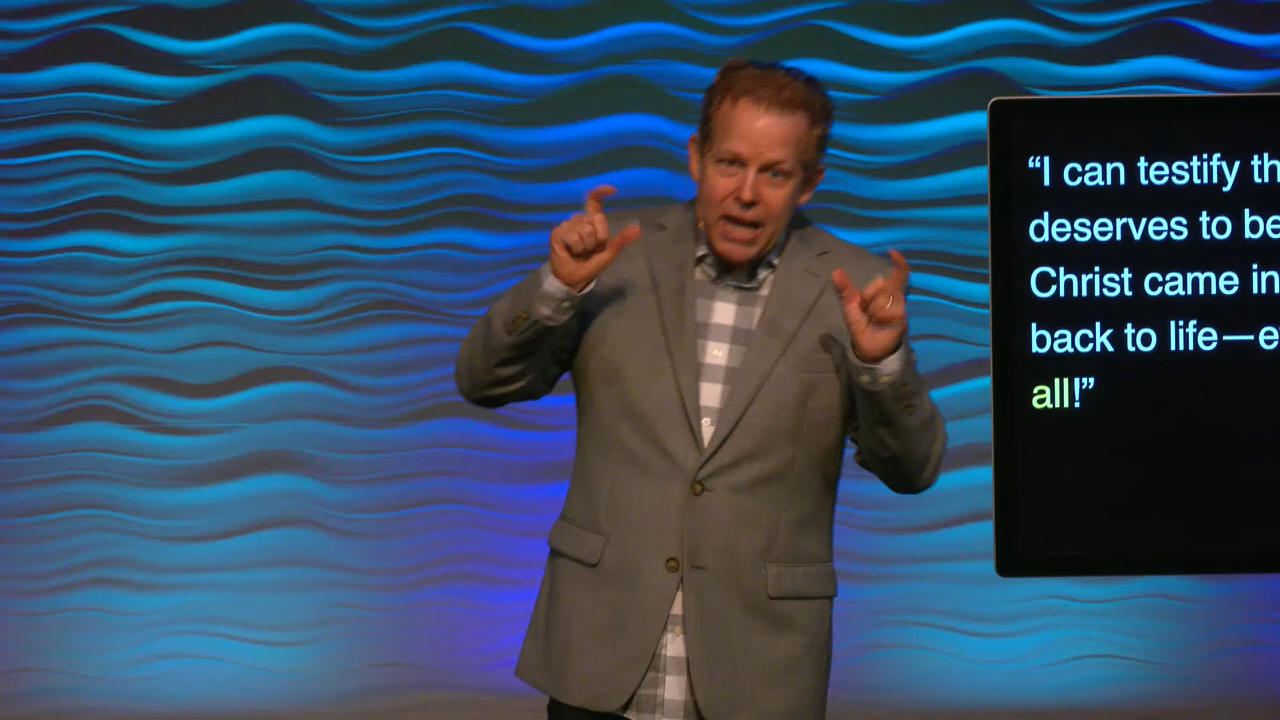 “I can testify th
deserves to be
Christ came in
back to life—e
all!”